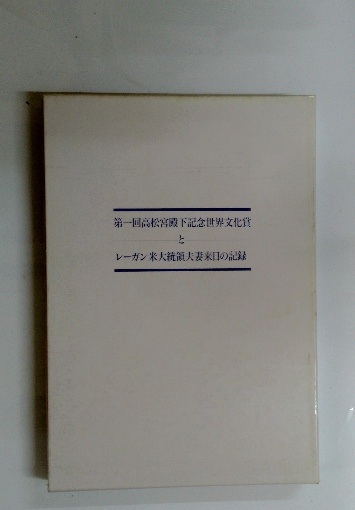 第一回高松宮殿下記念世界文化賞
と
レーガン米大統領夫妻来日の記録